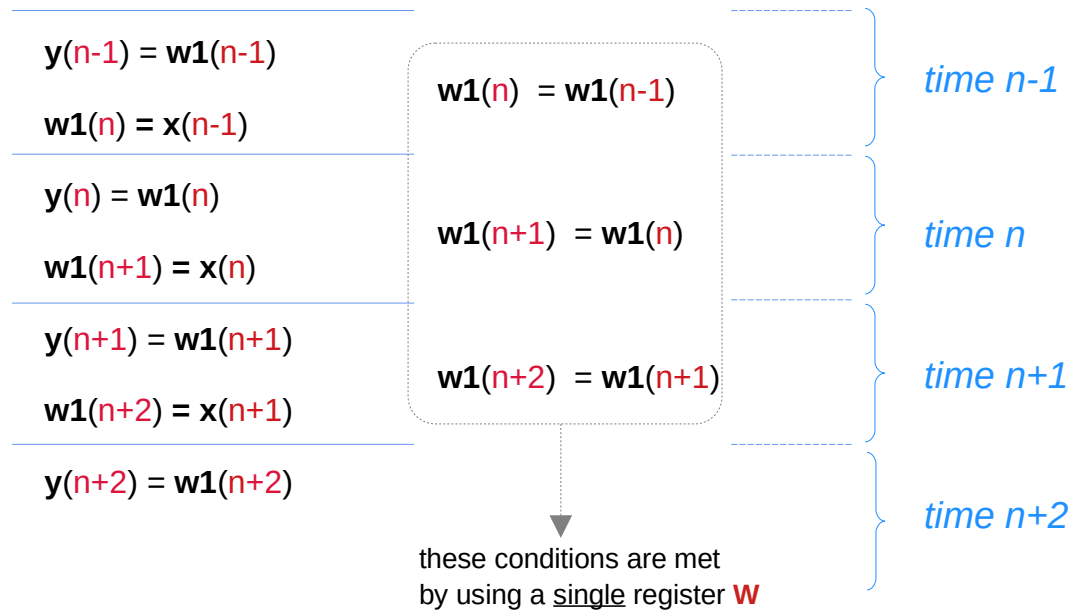 y(n-1) = w1(n-1)
w1(n) = x(n-1)
w1(n) = w1(n-1)
time n-1
y(n) = w1(n)
w1(n+1) = x(n)
w1(n+1) = w1(n)
time n
y(n+1) = w1(n+1)
w1(n+2) = x(n+1)
w1(n+2) = w1(n+1)
time n+1
y(n+2) = w1(n+2)
time n+2
these conditions are met
by using a single register W